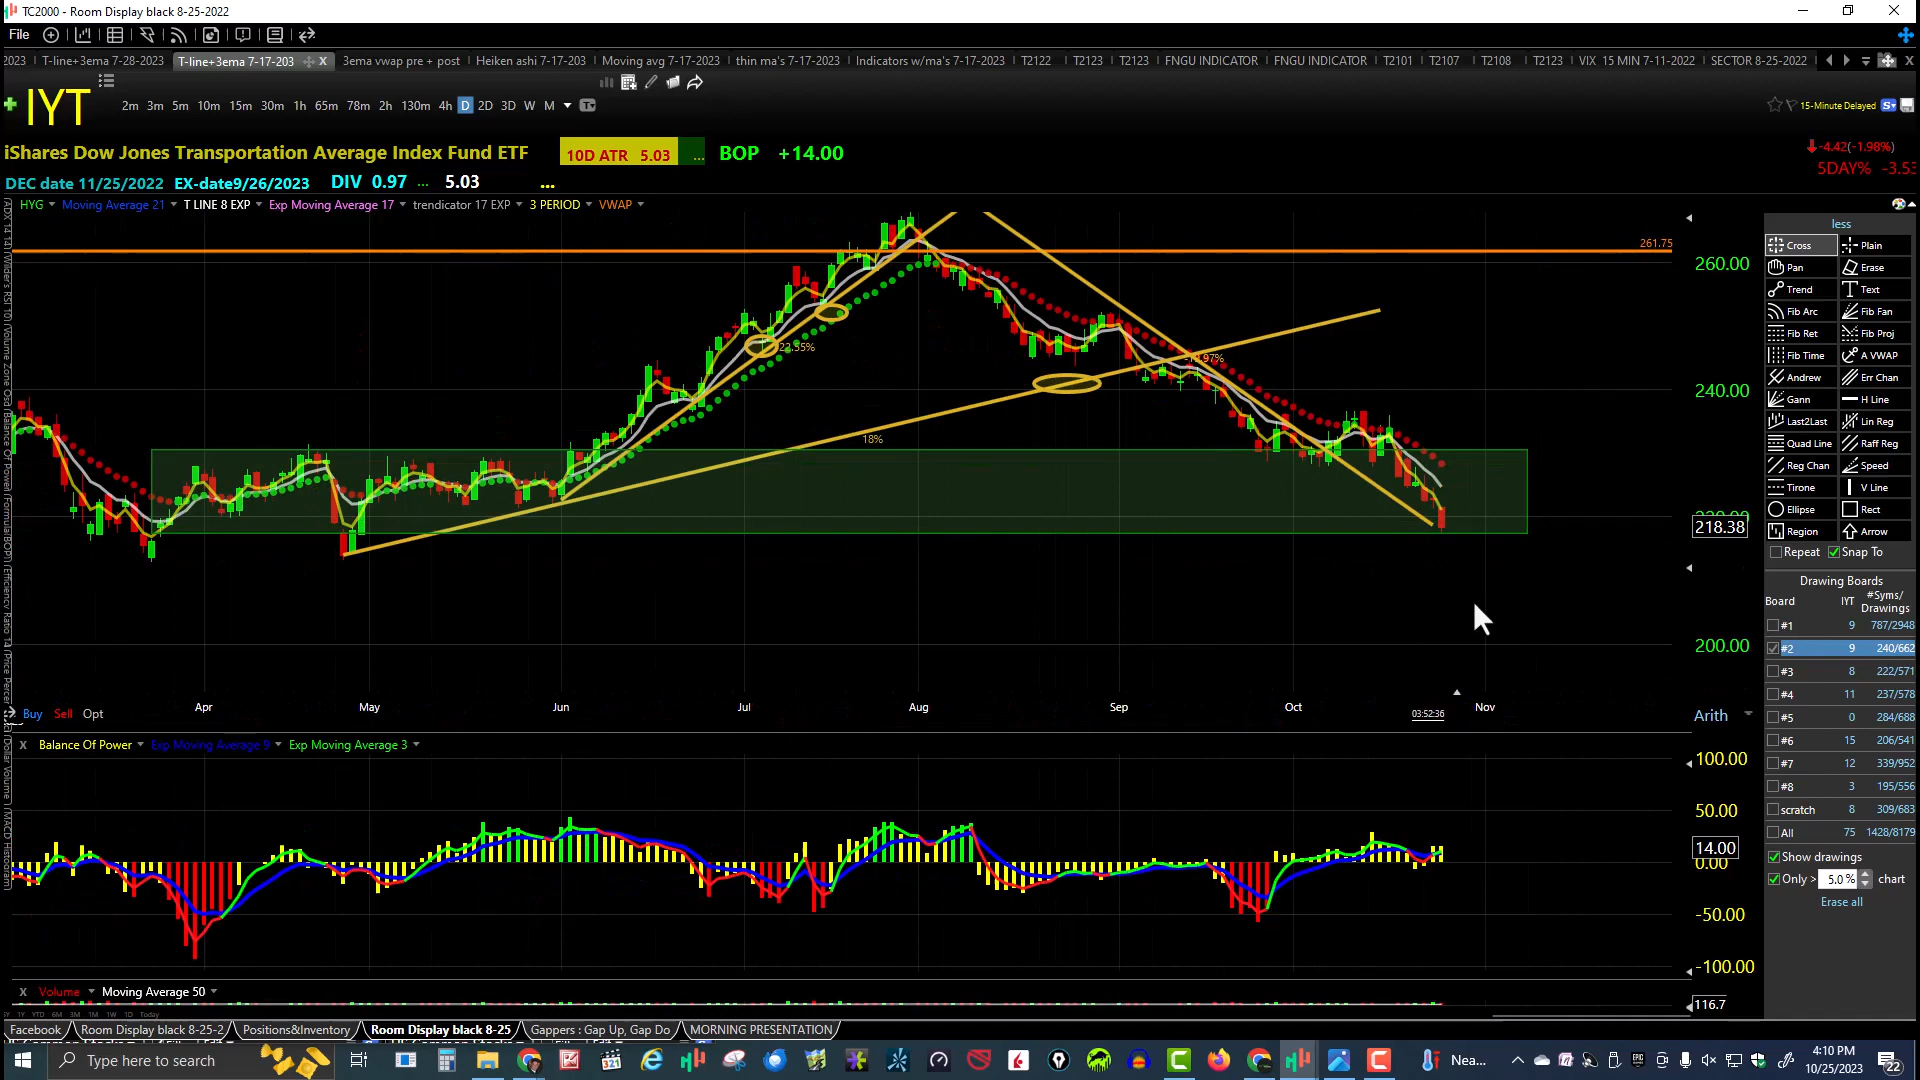 TC2000 - Room Display black 8-25-2022
File
2023 T-line+3ema 7-28-2023 T-line+3ema 7-17-203 X 3ema vwap pre + post Heiken ashi 7-17-203 Moving avg 7-17-2023 thin ma's 7-17-2023 Indicators w/ma's 7-17-2023 T2122 T2123 T2123 FNGU INDICATOR FNGU INDICATOR T2101 T2107 T2108 T2123 VIX 15 MIN 7-11-2022 SECTOR 8-25-2022
IYT
2m 3m 5m 10m 15m 30m 1h 65m 78m 2h 130m 4h D 2D 3D W M
15-Minute Delayed
iShares Dow Jones Transportation Average Index Fund ETF 10D ATR 5.03 ... BOP +14.00
-4.42(-1.98%)
5DAY% -3.53
DEC date 11/25/2022 EX-date9/26/2023 DIV 0.97 ... 5.03 ...
HYG Moving Average 21 T LINE 8 EXP Exp Moving Average 17 trendicator 17 EXP 3 PERIOD VWAP
261.75
260.00
240.00
218.38
200.00
22.55%
18%
Apr May Jun Jul Aug Sep Oct Nov
03:52:36
Arith
Buy Sell Opt
X Balance Of Power Exp Moving Average 9 Exp Moving Average 3
100.00
50.00
14.00
0.00
-50.00
-100.00
X Volume Moving Average 50
116.7
less
Cross Plain
Pan Erase
Trend Text
Fib Arc Fib Fan
Fib Ret Fib Proj
Fib Time A VWAP
Andrew Err Chan
Gann H Line
Last2Last Lin Reg
Quad Line Raff Reg
Reg Chan Speed
Tirone V Line
Ellipse Rect
Region Arrow
Repeat Snap To
Drawing Boards
Board IYT #Syms/
Drawings
#1 9 787/2948
#2 9 240/662
#3 8 222/571
#4 11 237/578
#5 0 284/688
#6 15 206/541
#7 12 339/952
#8 3 195/556
scratch 8 309/683
All 75 1428/8179
Show drawings
Only > 5.0 % chart
Erase all
Facebook Room Display black 8-25-2 Positions&Inventory Room Display black 8-25 Gappers : Gap Up, Gap Do MORNING PRESENTATION
Type here to search
Nea...
4:10 PM
10/25/2023
22